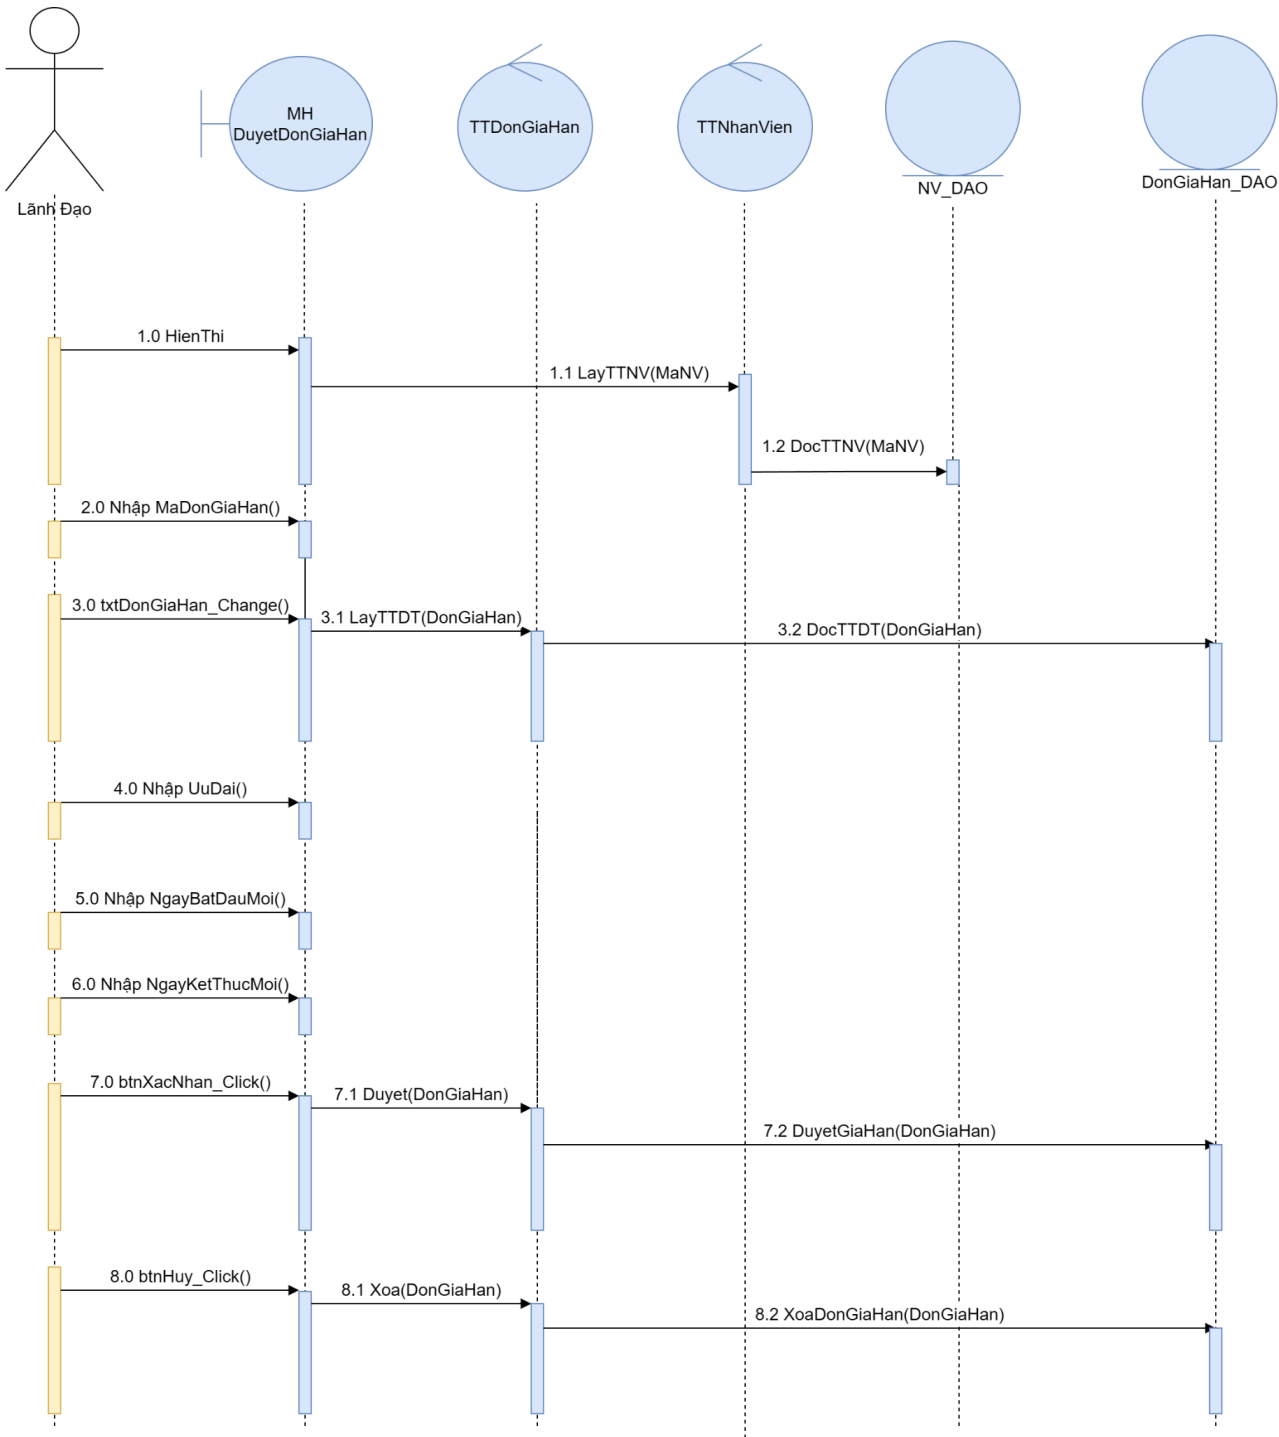 MH
DuyetDonGiaHan
TTDonGiaHan
TTNhanVien
NV_DAO
DonGiaHan_DAO
Lãnh Đạo
1.0 HienThi
1.1 LayTTNV(MaNV)
1.2 DocTTNV(MaNV)
2.0 Nhập MaDonGiaHan()
3.0 txtDonGiaHan_Change()
3.1 LayTTDT(DonGiaHan)
3.2 DocTTDT(DonGiaHan)
4.0 Nhập UuDai()
5.0 Nhập NgayBatDauMoi()
6.0 Nhập NgayKetThucMoi()
7.0 btnXacNhan_Click()
7.1 Duyet(DonGiaHan)
7.2 DuyetGiaHan(DonGiaHan)
8.0 btnHuy_Click()
8.1 Xoa(DonGiaHan)
8.2 XoaDonGiaHan(DonGiaHan)